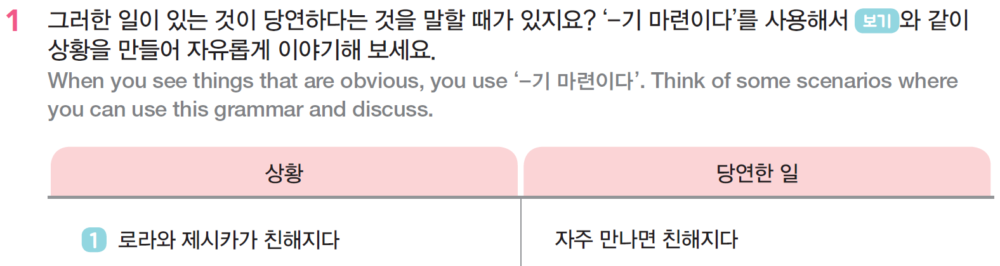 1 그러한 일이 있는 것이 당연하다는 것을 말할 때가 있지요? ‘–기 마련이다’를 사용해서 보기와 같이
상황을 만들어 자유롭게 이야기해 보세요.
When you see things that are obvious, you use ‘–기 마련이다’. Think of some scenarios where
you can use this grammar and discuss.
상황 당연한 일
1 로라와 제시카가 친해지다 자주 만나면 친해지다